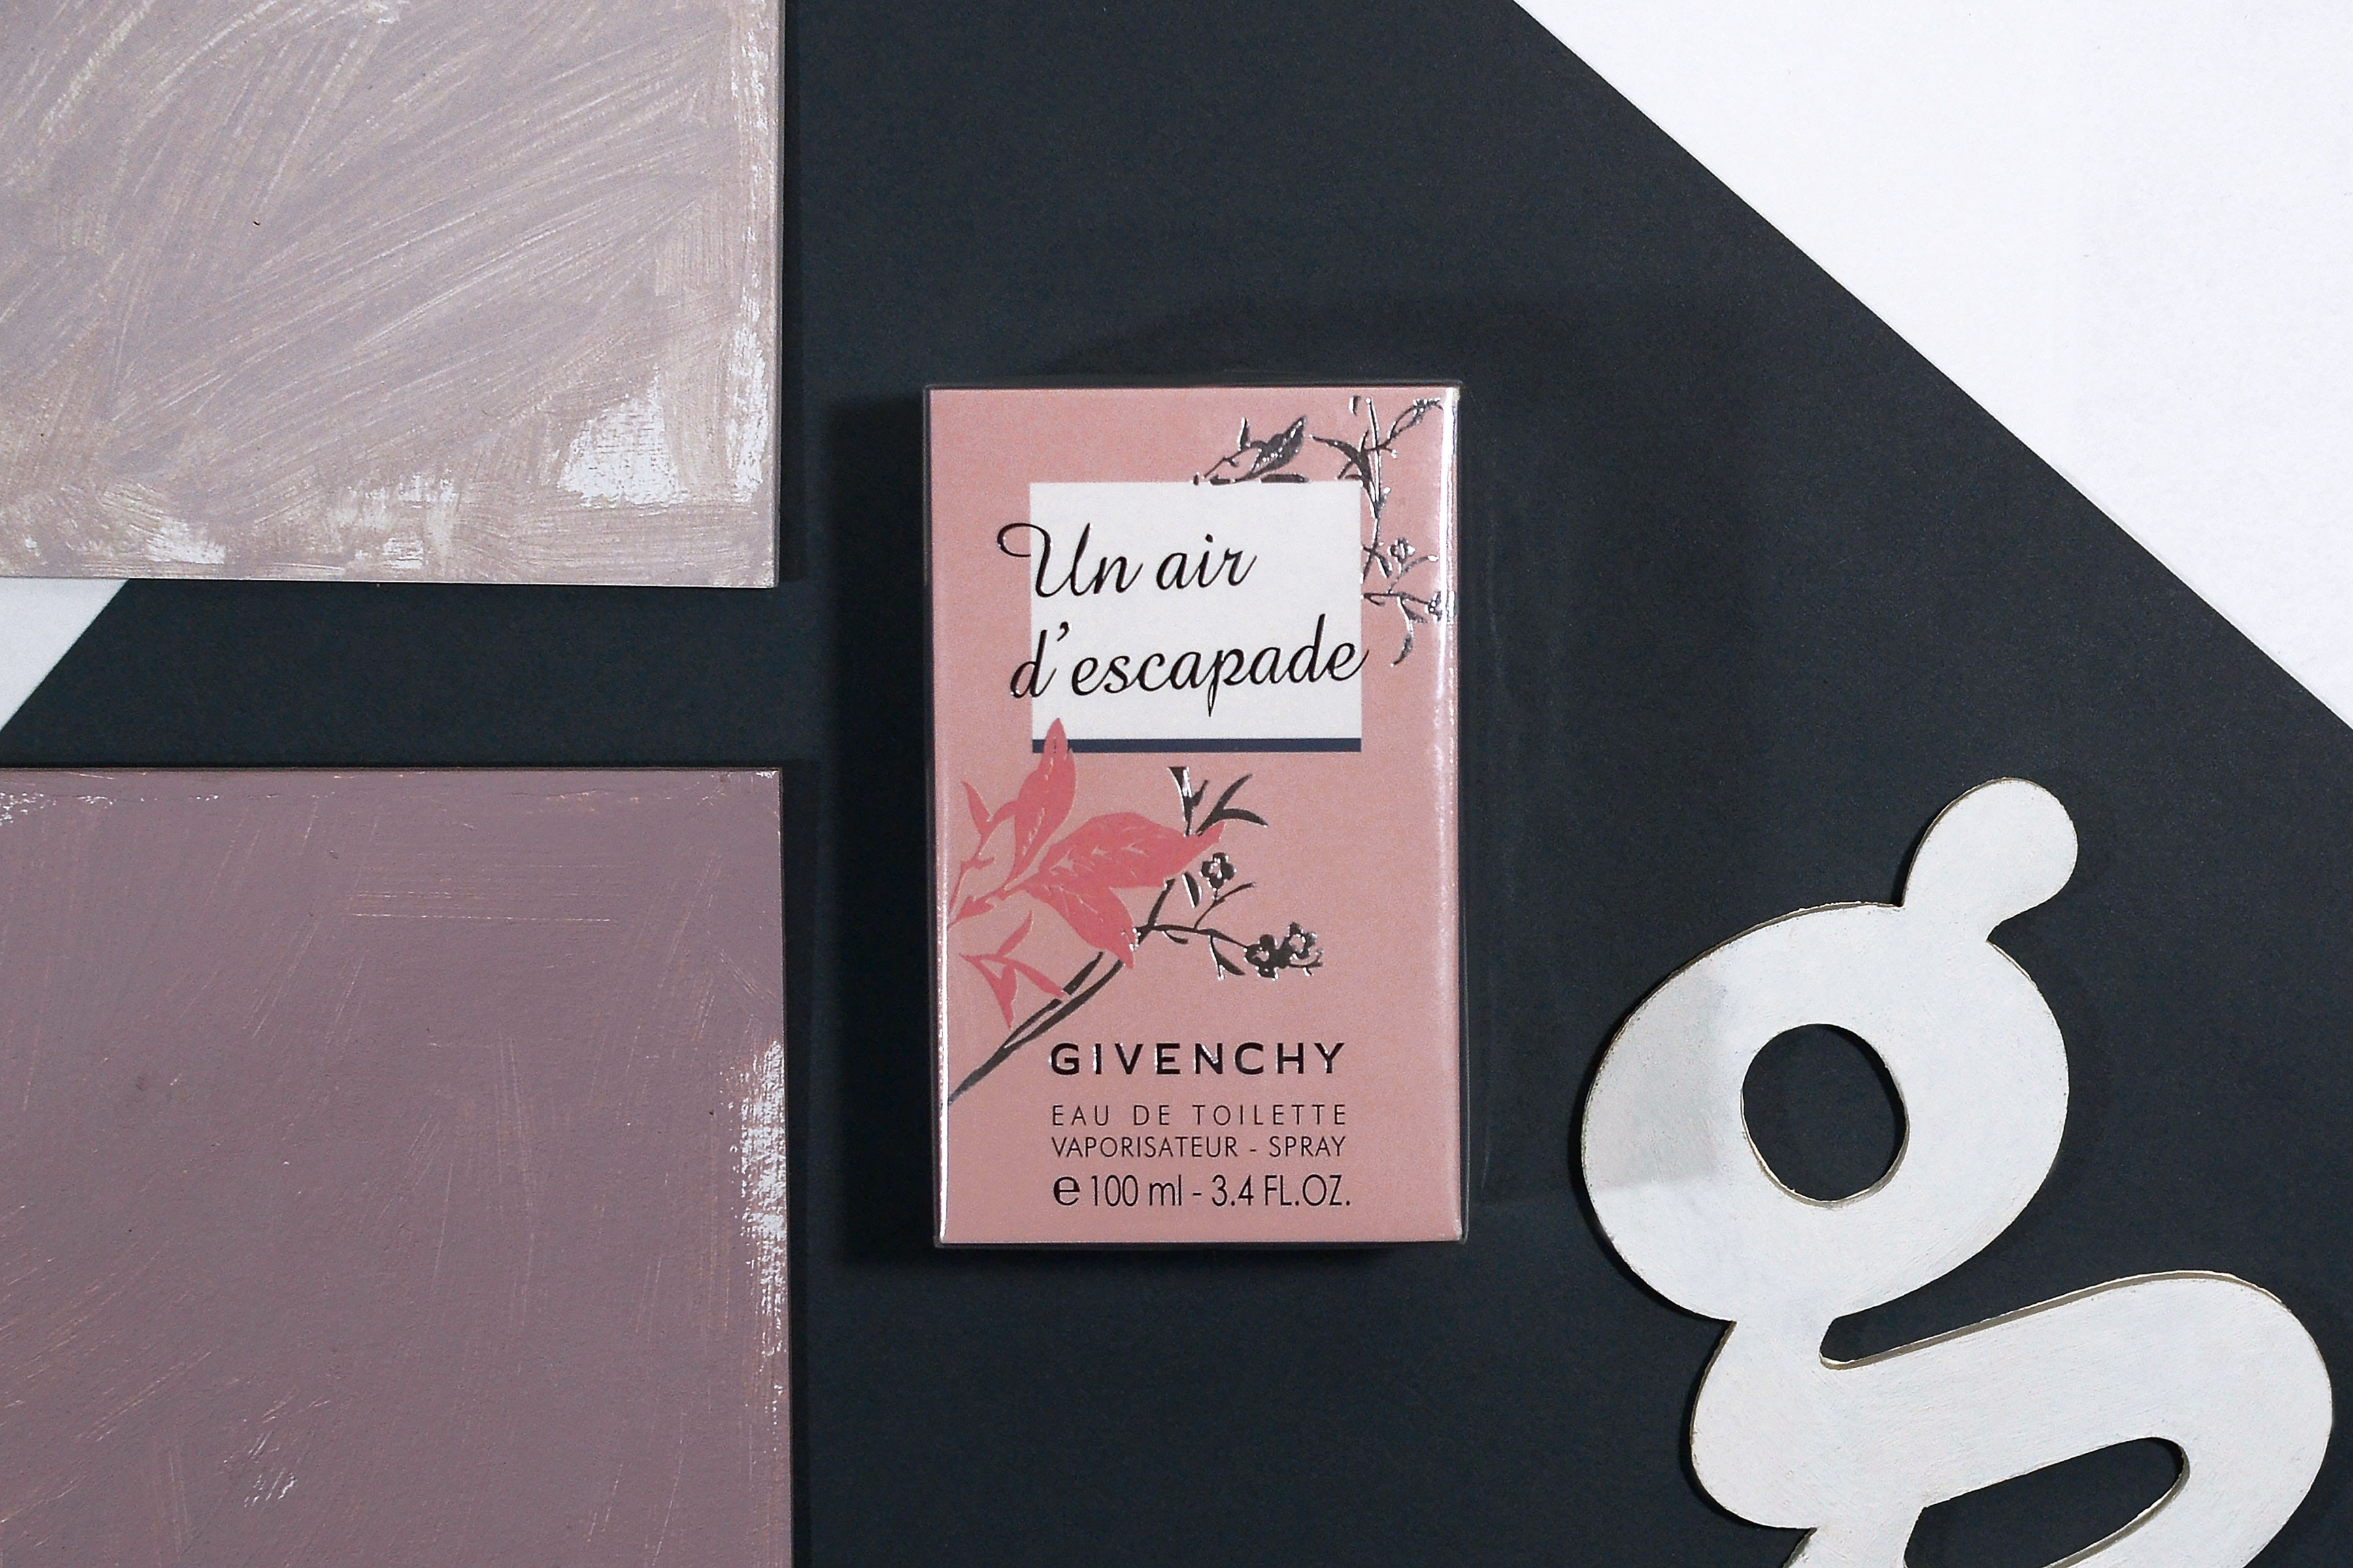 Un air
d'escapade
GIVENCHY
EAU DE TOILETTE
VAPORISATEUR - SPRAY
℮ 100 ml - 3.4 FL.OZ.
g